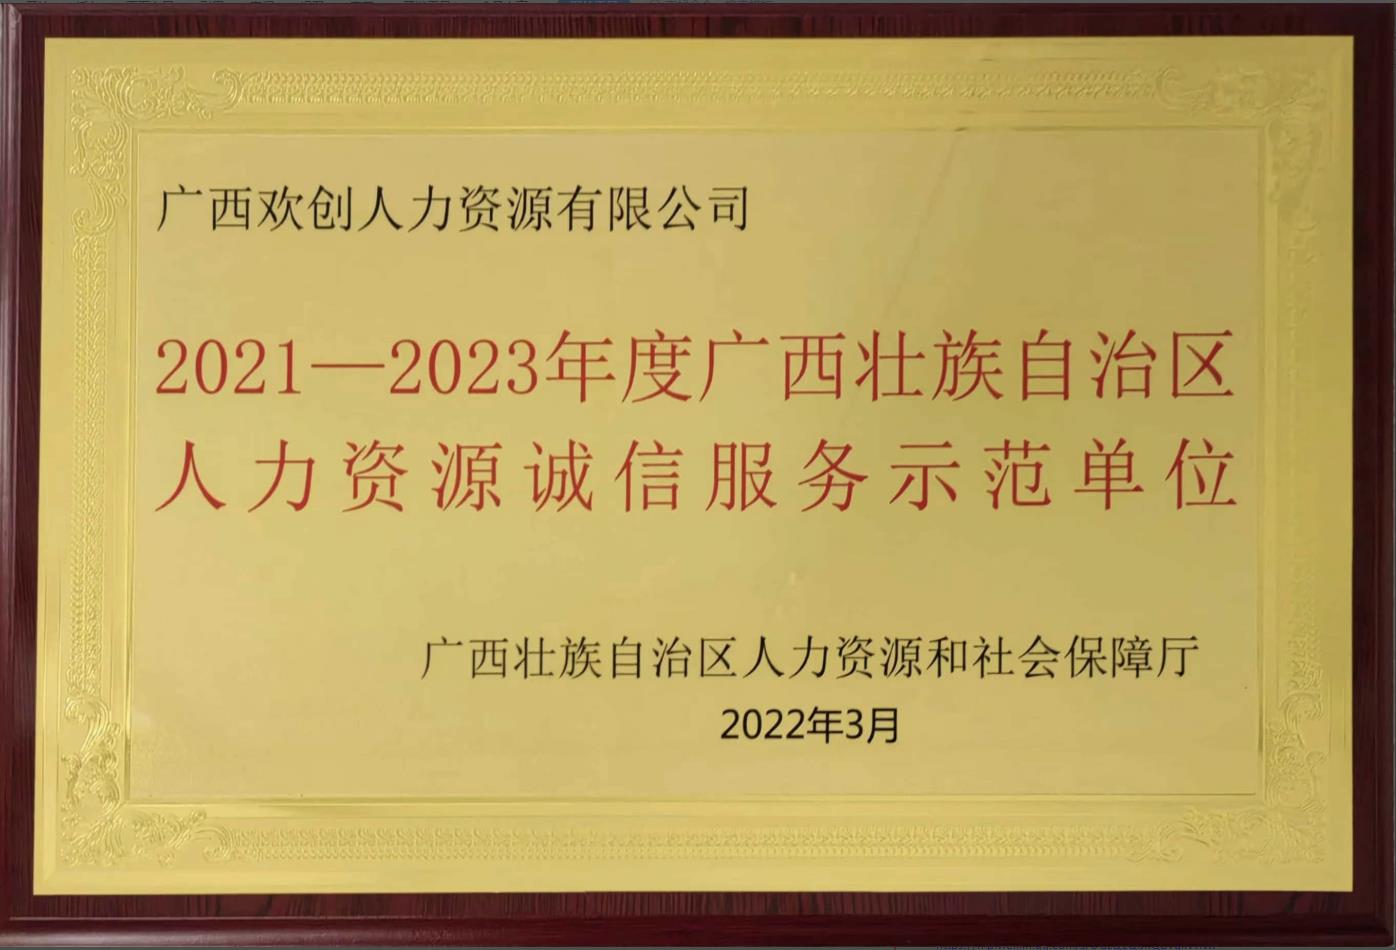 广西欢创人力资源有限公司
2021—2023年度广西壮族自治区
人力资源诚信服务示范单位
广西壮族自治区人力资源和社会保障厅
2022年3月